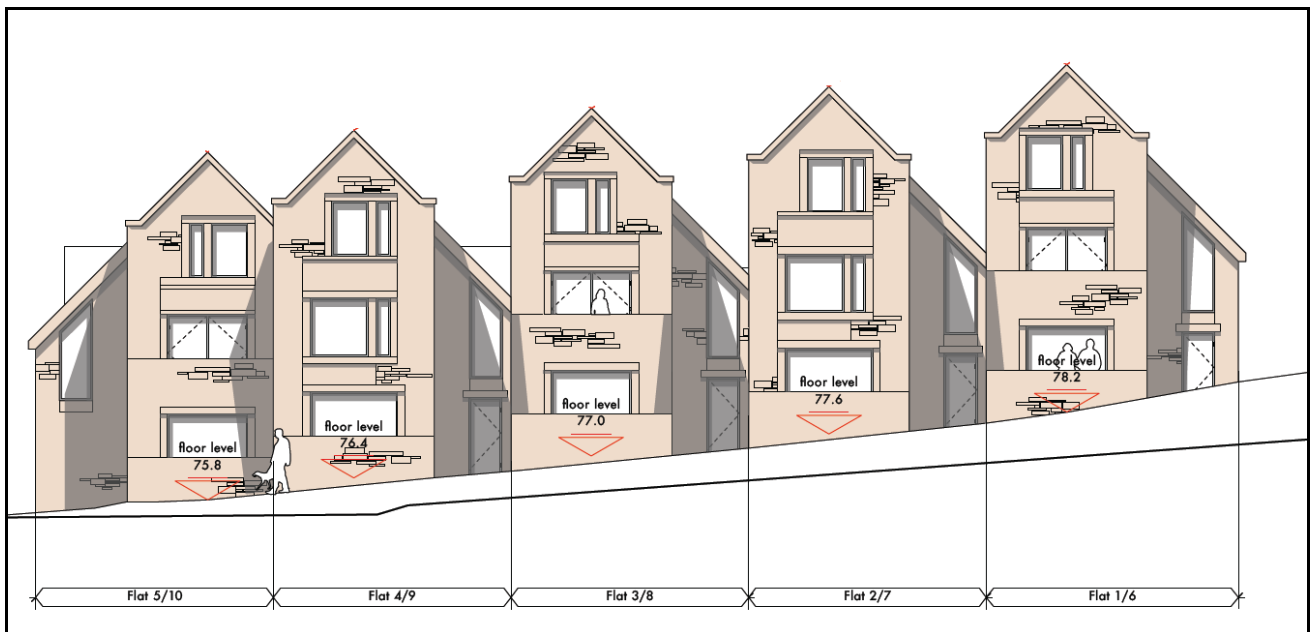 floor level
75.8
floor level
76.4
floor level
77.0
floor level
77.6
floor level
78.2
Flat 5/10
Flat 4/9
Flat 3/8
Flat 2/7
Flat 1/6